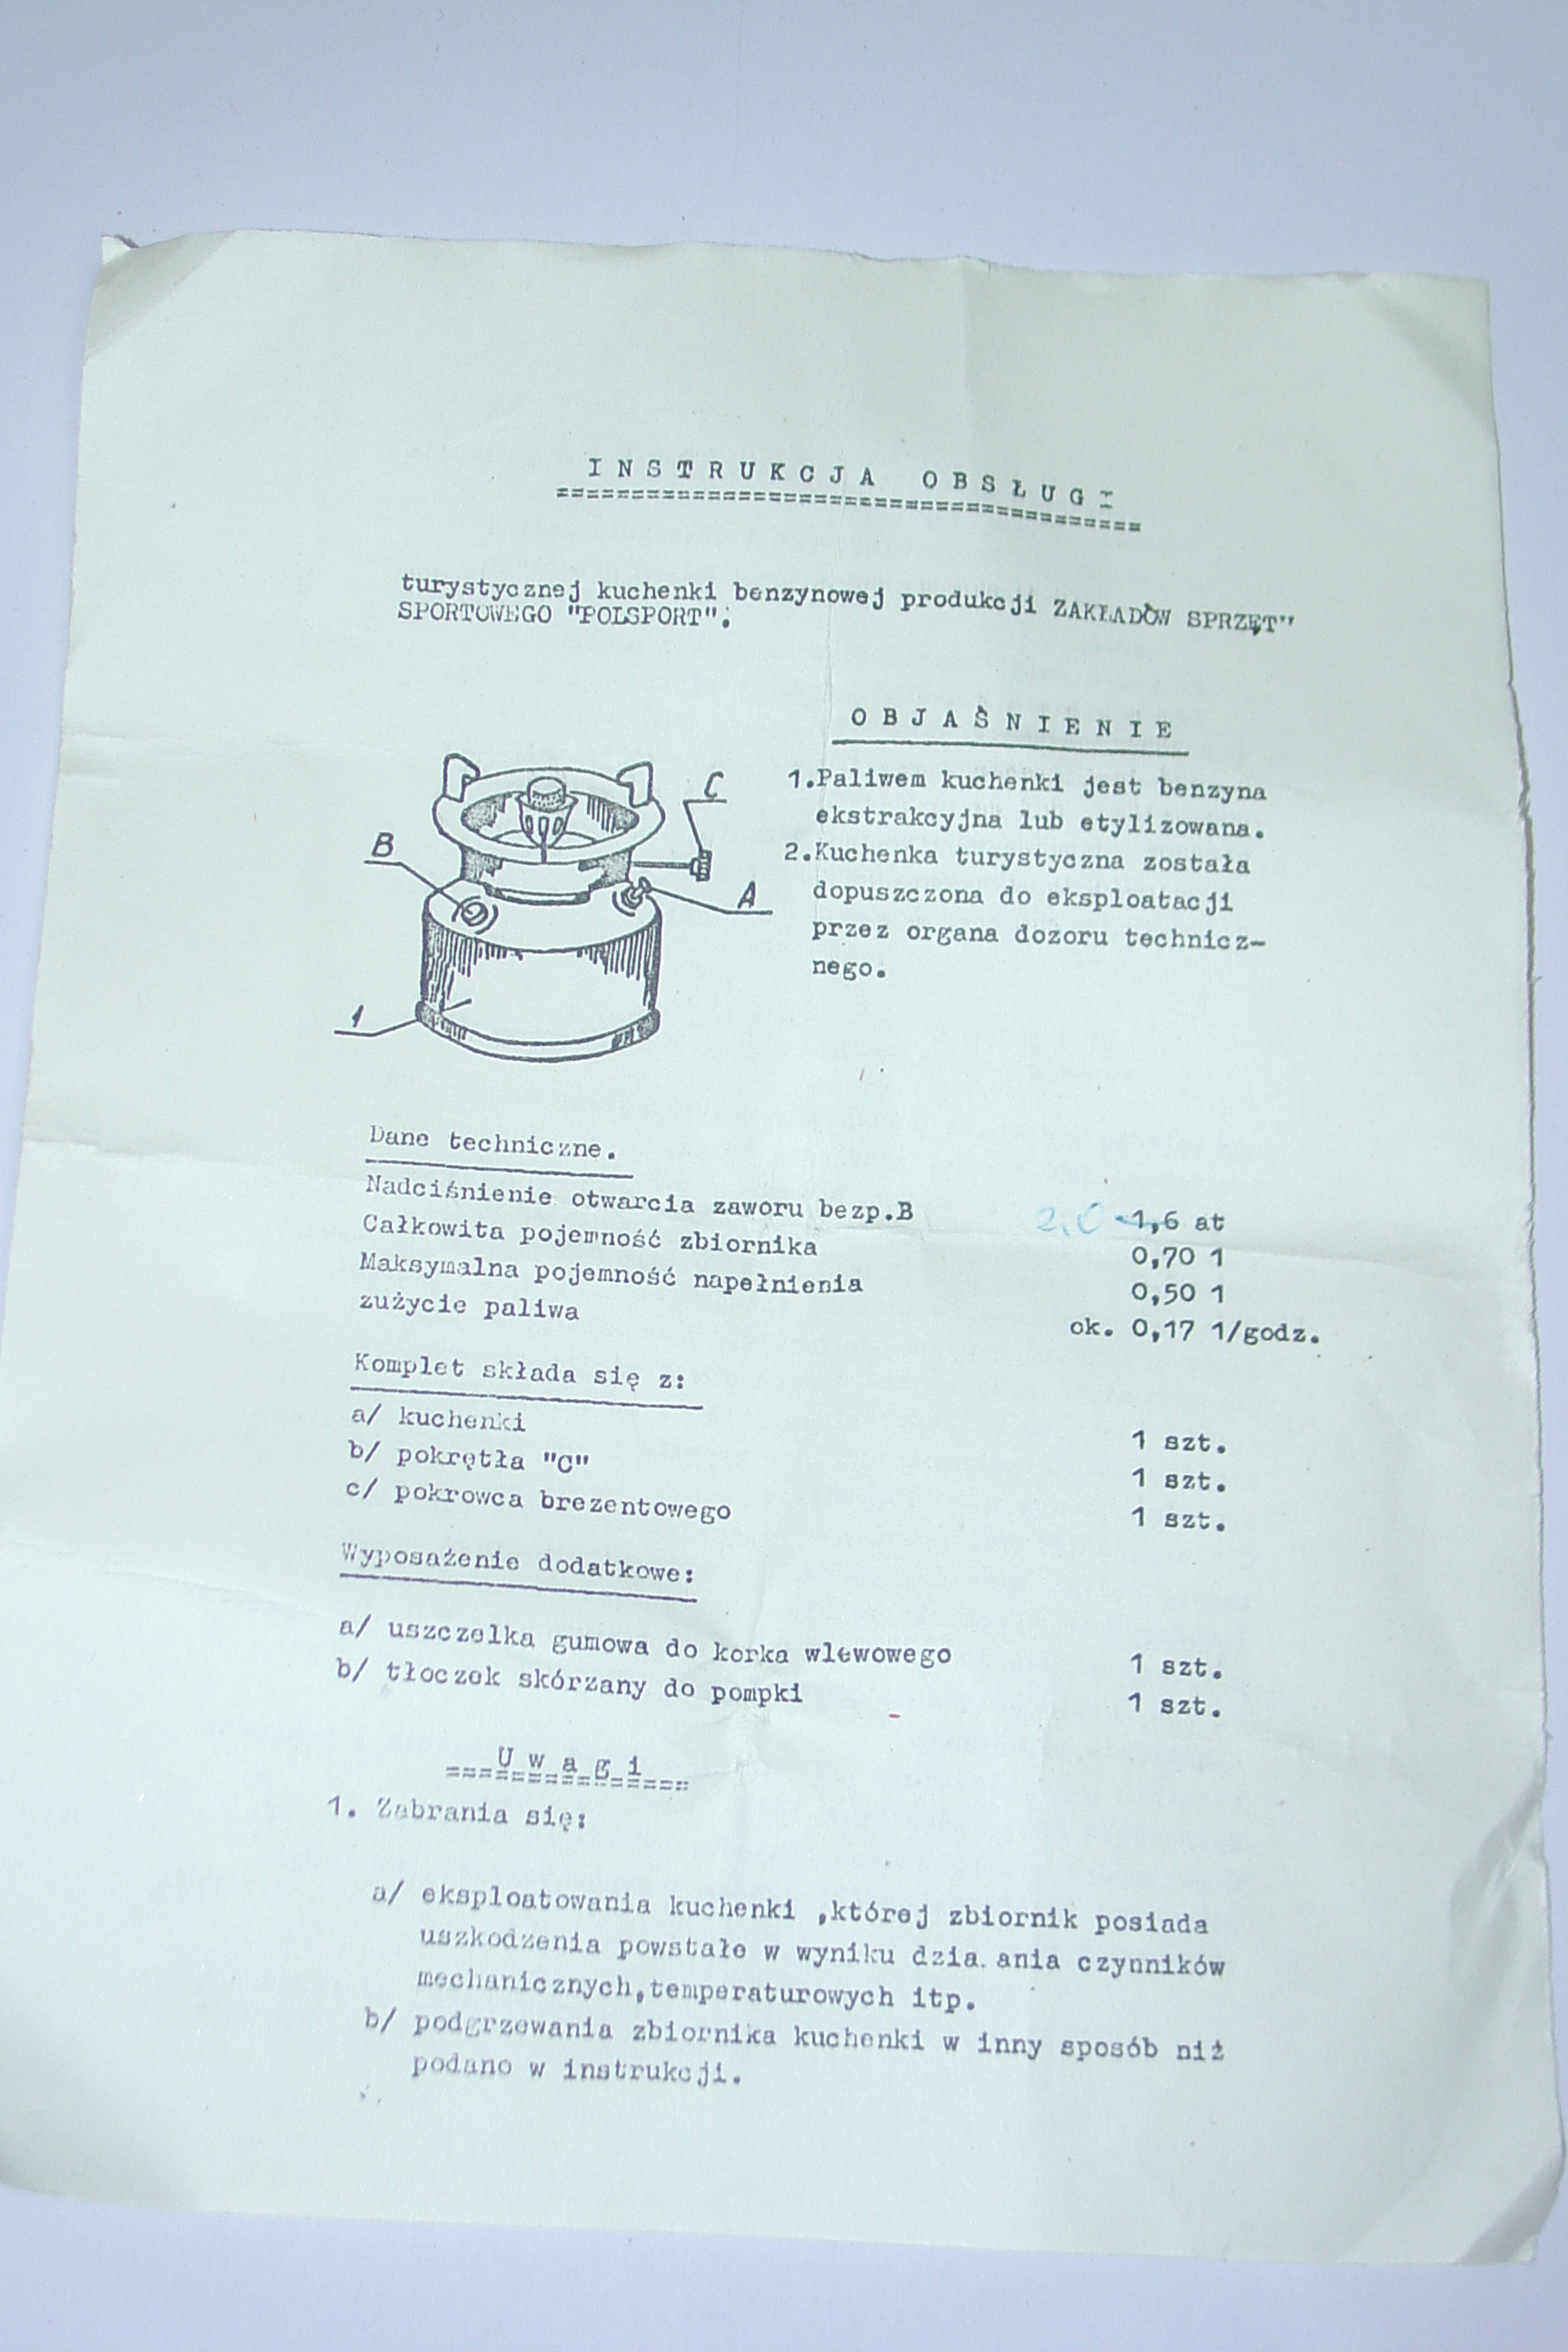 INSTRUKCJA OBSŁUGI
turystycznej kuchenki benzynowej produkcji ZAKŁADÓW SPRZĘT"
SPORTOWEGO "POLSPORT".
OBJAŚNIENIE
1.Paliwem kuchenki jest benzyna
ekstrakcyjna lub etylizowana.
2.Kuchenka turystyczna została
dopuszczona do eksploatacji
przez organa dozoru technicz-
nego.
C
B
A
1
Dane techniczne.
Nadciśnienie otwarcia zaworu bezp.B 2,0 1,6 at
Całkowita pojemność zbiornika 0,70 l
Maksymalna pojemność napełnienia 0,50 l
zużycie paliwa ok. 0,17 l/godz.
Komplet składa się z:
a/ kuchenki 1 szt.
b/ pokrętła "C" 1 szt.
c/ pokrowca brezentowego 1 szt.
Wyposażenie dodatkowe:
a/ uszczelka gumowa do korka wlewowego 1 szt.
b/ tłoczek skórzany do pompki 1 szt.
Uwagi
1. Zabrania się:
a/ eksploatowania kuchenki ,której zbiornik posiada
uszkodzenia powstałe w wyniku dzia.ania czynników
mechanicznych,temperaturowych itp.
b/ podgrzewania zbiornika kuchenki w inny sposób niż
podano w instrukcji.